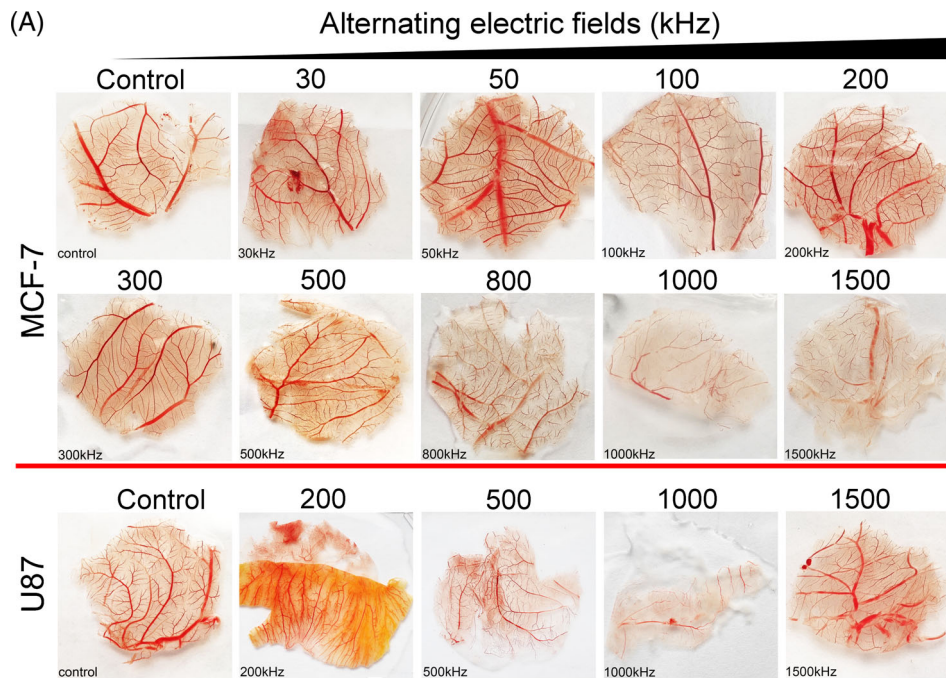 (A)
Alternating electric fields (kHz)
Control 30 50 100 200
MCF-7
control 30kHz 50kHz 100kHz 200kHz
300 500 800 1000 1500
300kHz 500kHz 800kHz 1000kHz 1500kHz
Control 200 500 1000 1500
U87
control 200kHz 500kHz 1000kHz 1500kHz